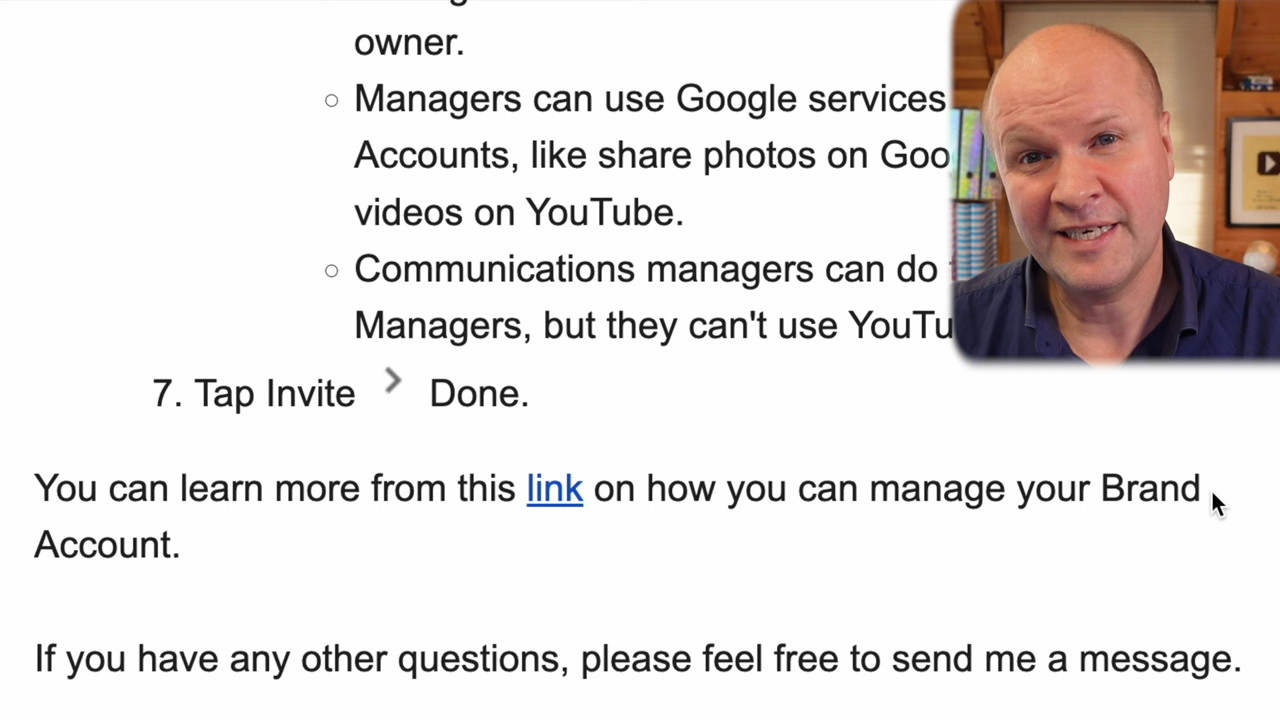 owner.
Managers can use Google services
Accounts, like share photos on Goo
videos on YouTube.
Communications managers can do
Managers, but they can't use YouTu
7. Tap Invite > Done.
You can learn more from this link on how you can manage your Brand
Account.
If you have any other questions, please feel free to send me a message.